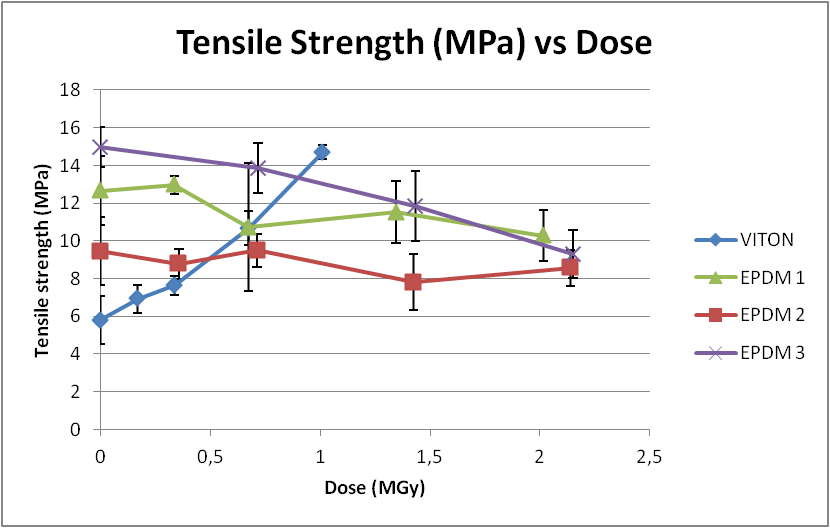 Tensile Strength (MPa) vs Dose
18
16
14
12
10
8
6
4
2
0
Tensile strength (MPa)
0
0,5
1
1,5
2
2,5
Dose (MGy)
VITON
EPDM 1
EPDM 2
EPDM 3